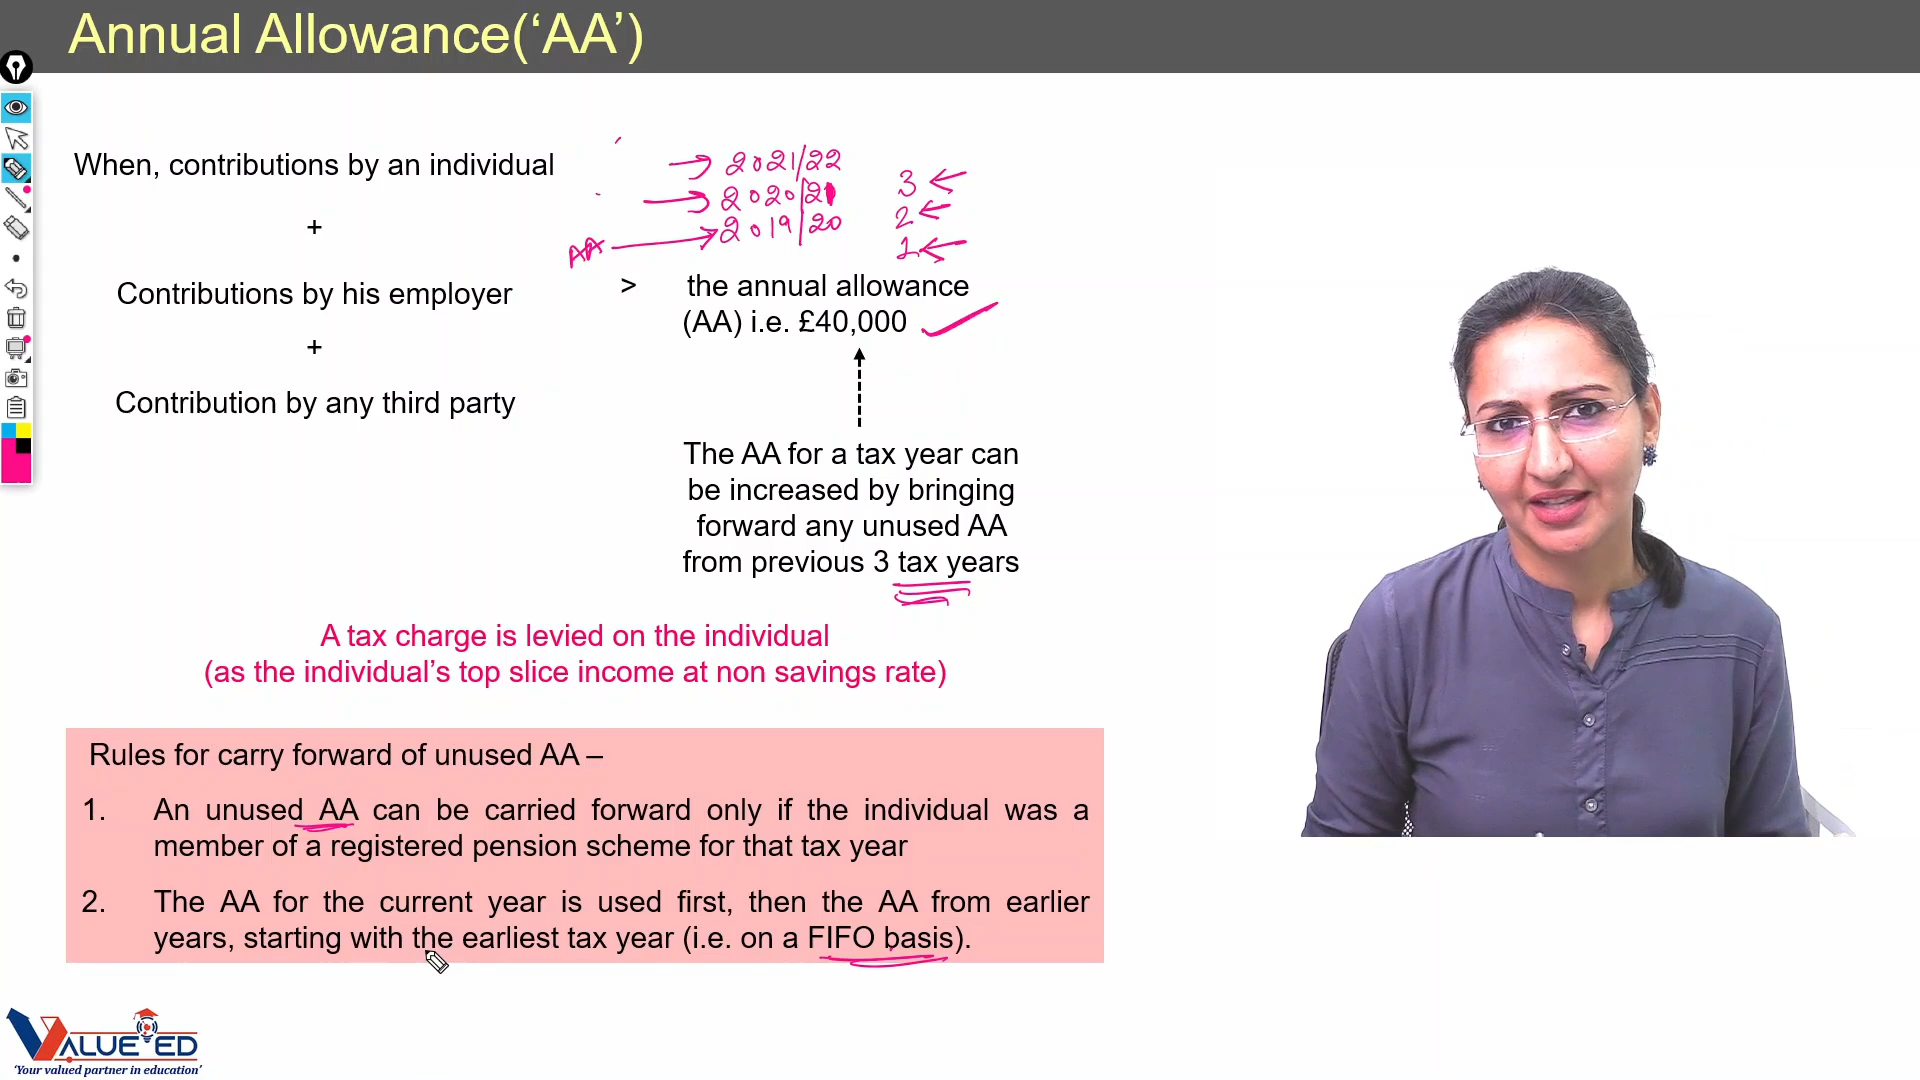 Annual Allowance(‘AA’)
When, contributions by an individual
+
Contributions by his employer
+
Contribution by any third party
2021/22
2020/21
2019/20
AA
3
2
1
>
the annual allowance
(AA) i.e. £40,000
The AA for a tax year can
be increased by bringing
forward any unused AA
from previous 3 tax years
A tax charge is levied on the individual
(as the individual’s top slice income at non savings rate)
Rules for carry forward of unused AA –
1. An unused AA can be carried forward only if the individual was a
member of a registered pension scheme for that tax year
2. The AA for the current year is used first, then the AA from earlier
years, starting with the earliest tax year (i.e. on a FIFO basis).
VALUE ED
‘Your valued partner in education’